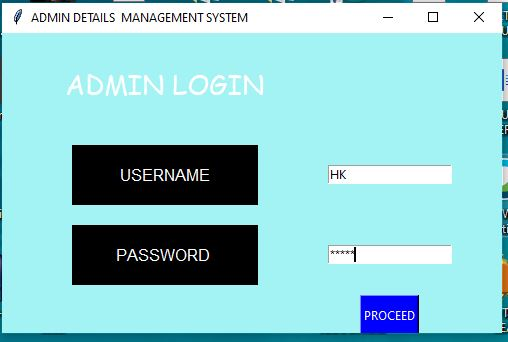 ADMIN DETAILS  MANAGEMENT SYSTEM
ADMIN LOGIN
USERNAME
HK
PASSWORD
*****
PROCEED